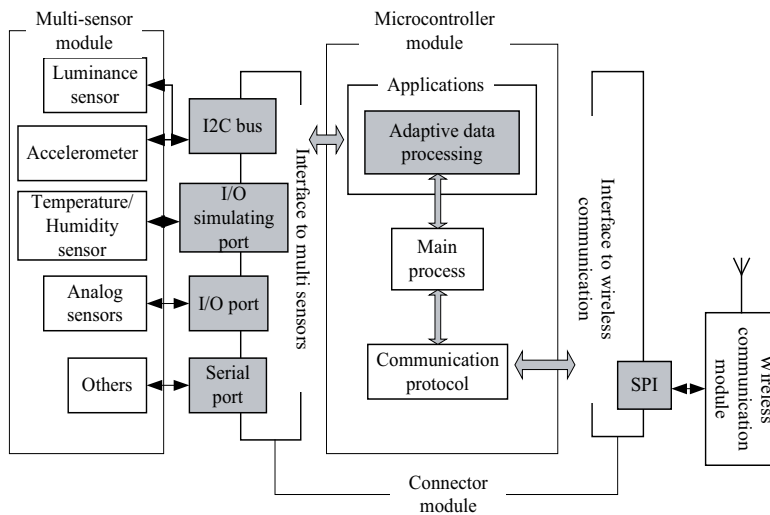 Multi-sensor
module
Luminance
sensor
Accelerometer
Temperature/
Humidity
sensor
Analog
sensors
Others
I2C bus
I/O
simulating
port
I/O port
Serial
port
Interface to multi sensors
Microcontroller
module
Applications
Adaptive data
processing
Main
process
Communication
protocol
Interface to wireless
communication
SPI
Wireless
communication
module
Connector
module